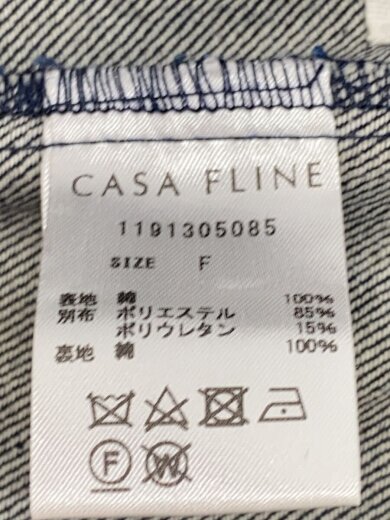 CASA FLINE
1191305085
SIZE F
表地 綿 100%
別布 ポリエステル 85%
ポリウレタン 15%
裏地 綿 100%
F W